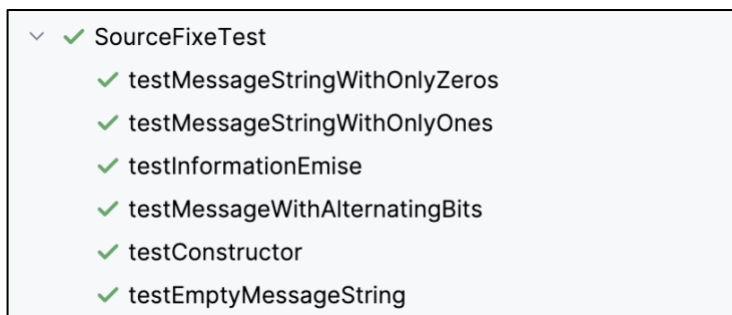 SourceFixeTest
testMessageStringWithOnlyZeros
testMessageStringWithOnlyOnes
testInformationEmise
testMessageWithAlternatingBits
testConstructor
testEmptyMessageString